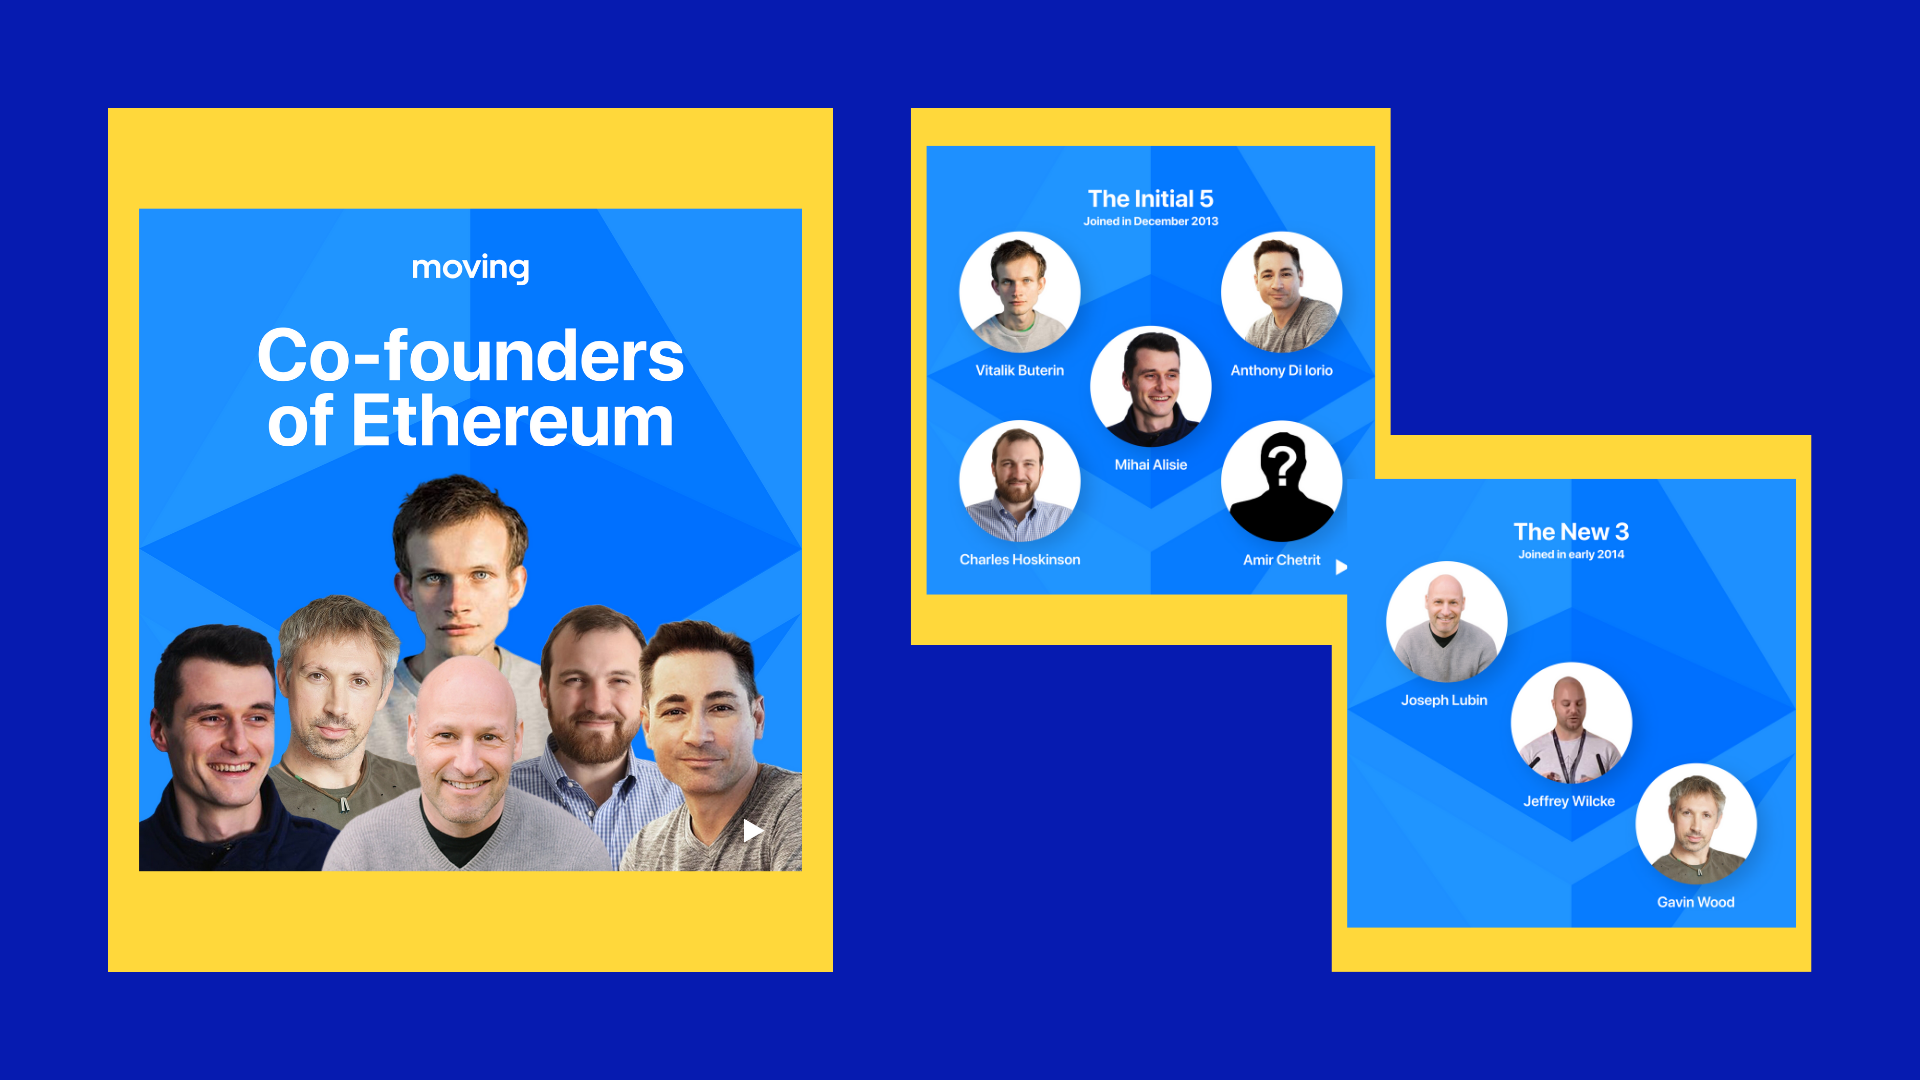 moving
Co-founders
of Ethereum
The Initial 5
Joined in December 2013
Vitalik Buterin
Anthony Di Iorio
Mihai Alisie
Charles Hoskinson
?
Amir Chetrit
The New 3
Joined in early 2014
Joseph Lubin
Jeffrey Wilcke
Gavin Wood